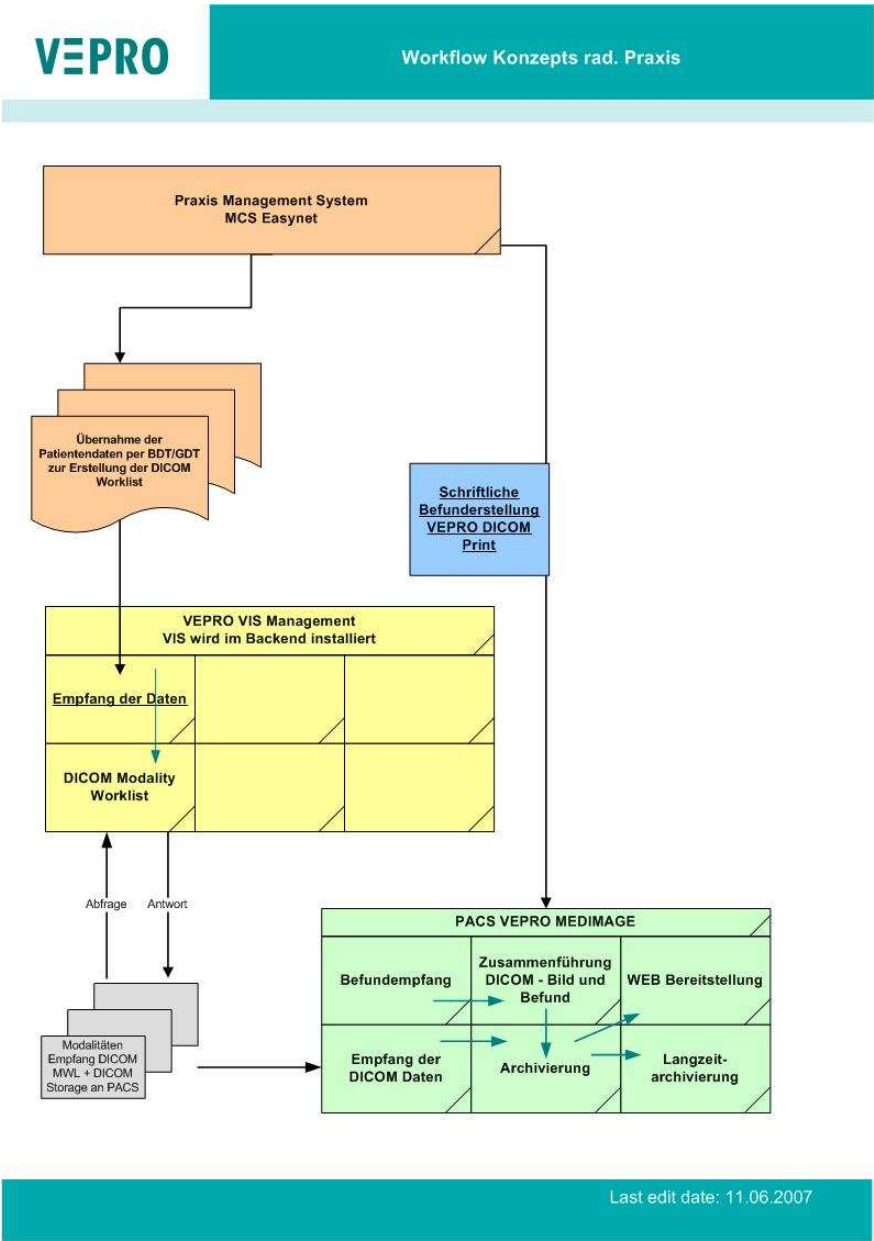 VEPRO
Workflow Konzepts rad. Praxis
Praxis Management System
MCS Easynet
Übernahme der
Patientendaten per BDT/GDT
zur Erstellung der DICOM
Worklist
Schriftliche
Befunderstellung
VEPRO DICOM
Print
VEPRO VIS Management
VIS wird im Backend installiert
Empfang der Daten
DICOM Modality
Worklist
Abfrage
Antwort
PACS VEPRO MEDIMAGE
Befundempfang
Zusammenführung
DICOM - Bild und
Befund
WEB Bereitstellung
Modalitäten
Empfang DICOM
MWL + DICOM
Storage an PACS
Empfang der
DICOM Daten
Archivierung
Langzeit-
archivierung
Last edit date: 11.06.2007